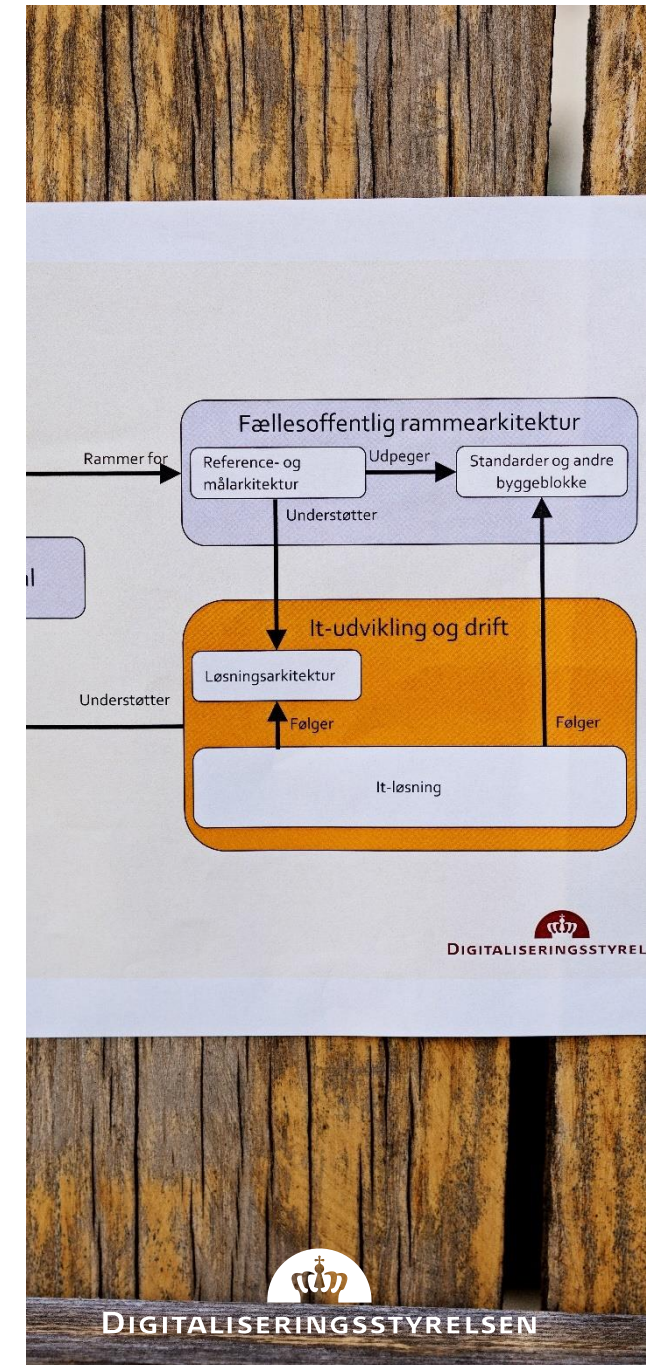 Fællesoffentlig rammearkitektur
Rammer for
Reference- og
målarkitektur
Udpeger
Standarder og andre
byggeblokke
Understøtter
al
It-udvikling og drift
Løsningsarkitektur
Understøtter
Følger
Følger
It-løsning
DIGITALISERINGSSTYREL
DIGITALISERINGSSTYRELSEN